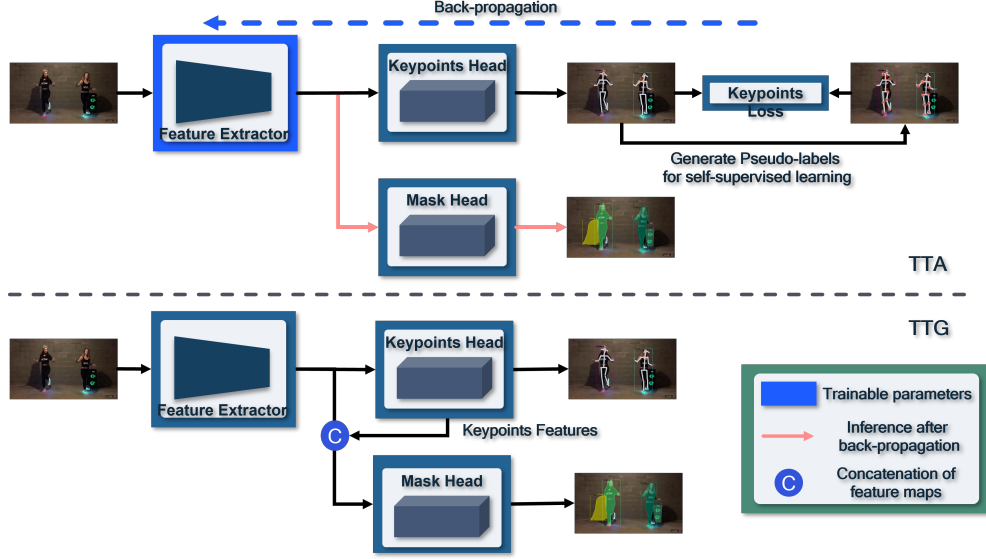 Back-propagation
Feature Extractor
Keypoints Head
Keypoints
Loss
Generate Pseudo-labels
for self-supervised learning
Mask Head
TTA
TTG
Feature Extractor
Keypoints Head
C
Keypoints Features
Mask Head
Trainable parameters
Inference after
back-propagation
C
Concatenation of
feature maps